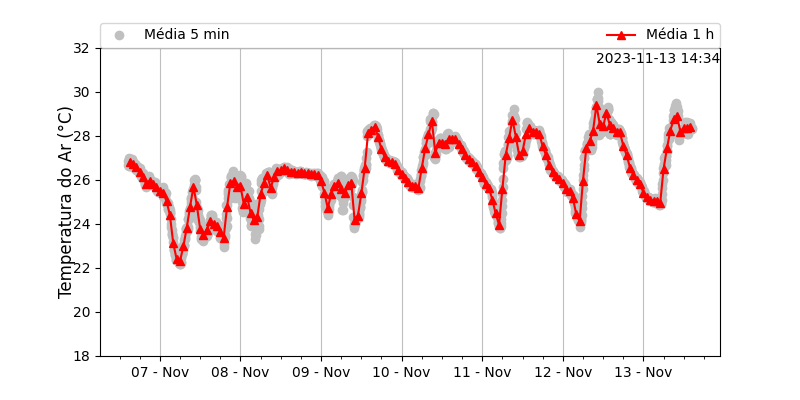 Média 5 min
Média 1 h
2023-11-13 14:34
Temperatura do Ar (°C)
32
30
28
26
24
22
20
18
07 - Nov
08 - Nov
09 - Nov
10 - Nov
11 - Nov
12 - Nov
13 - Nov